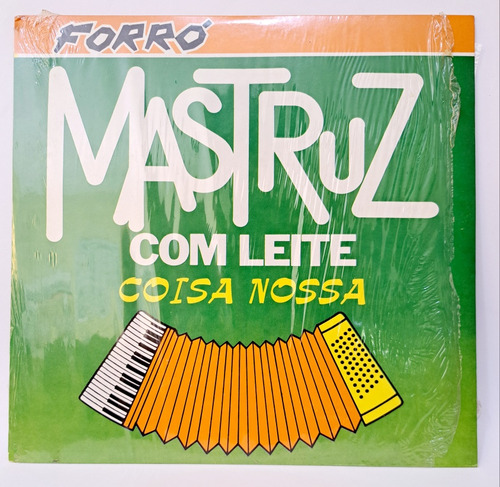 FORRÓ
MASTRUZ
COM LEITE
COISA NOSSA